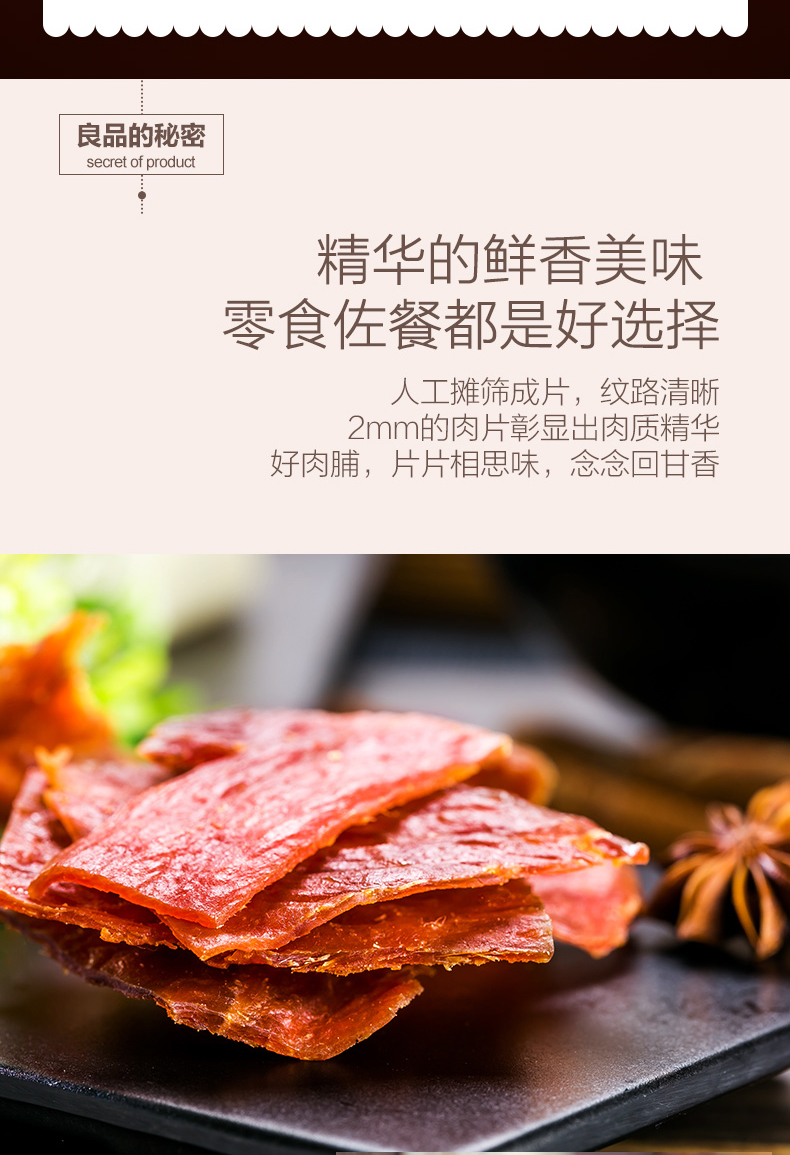 良品的秘密
secret of product
精华的鲜香美味
零食佐餐都是好选择
人工摊筛成片，纹路清晰
2mm的肉片彰显出肉质精华
好肉脯，片片相思味，念念回甘香